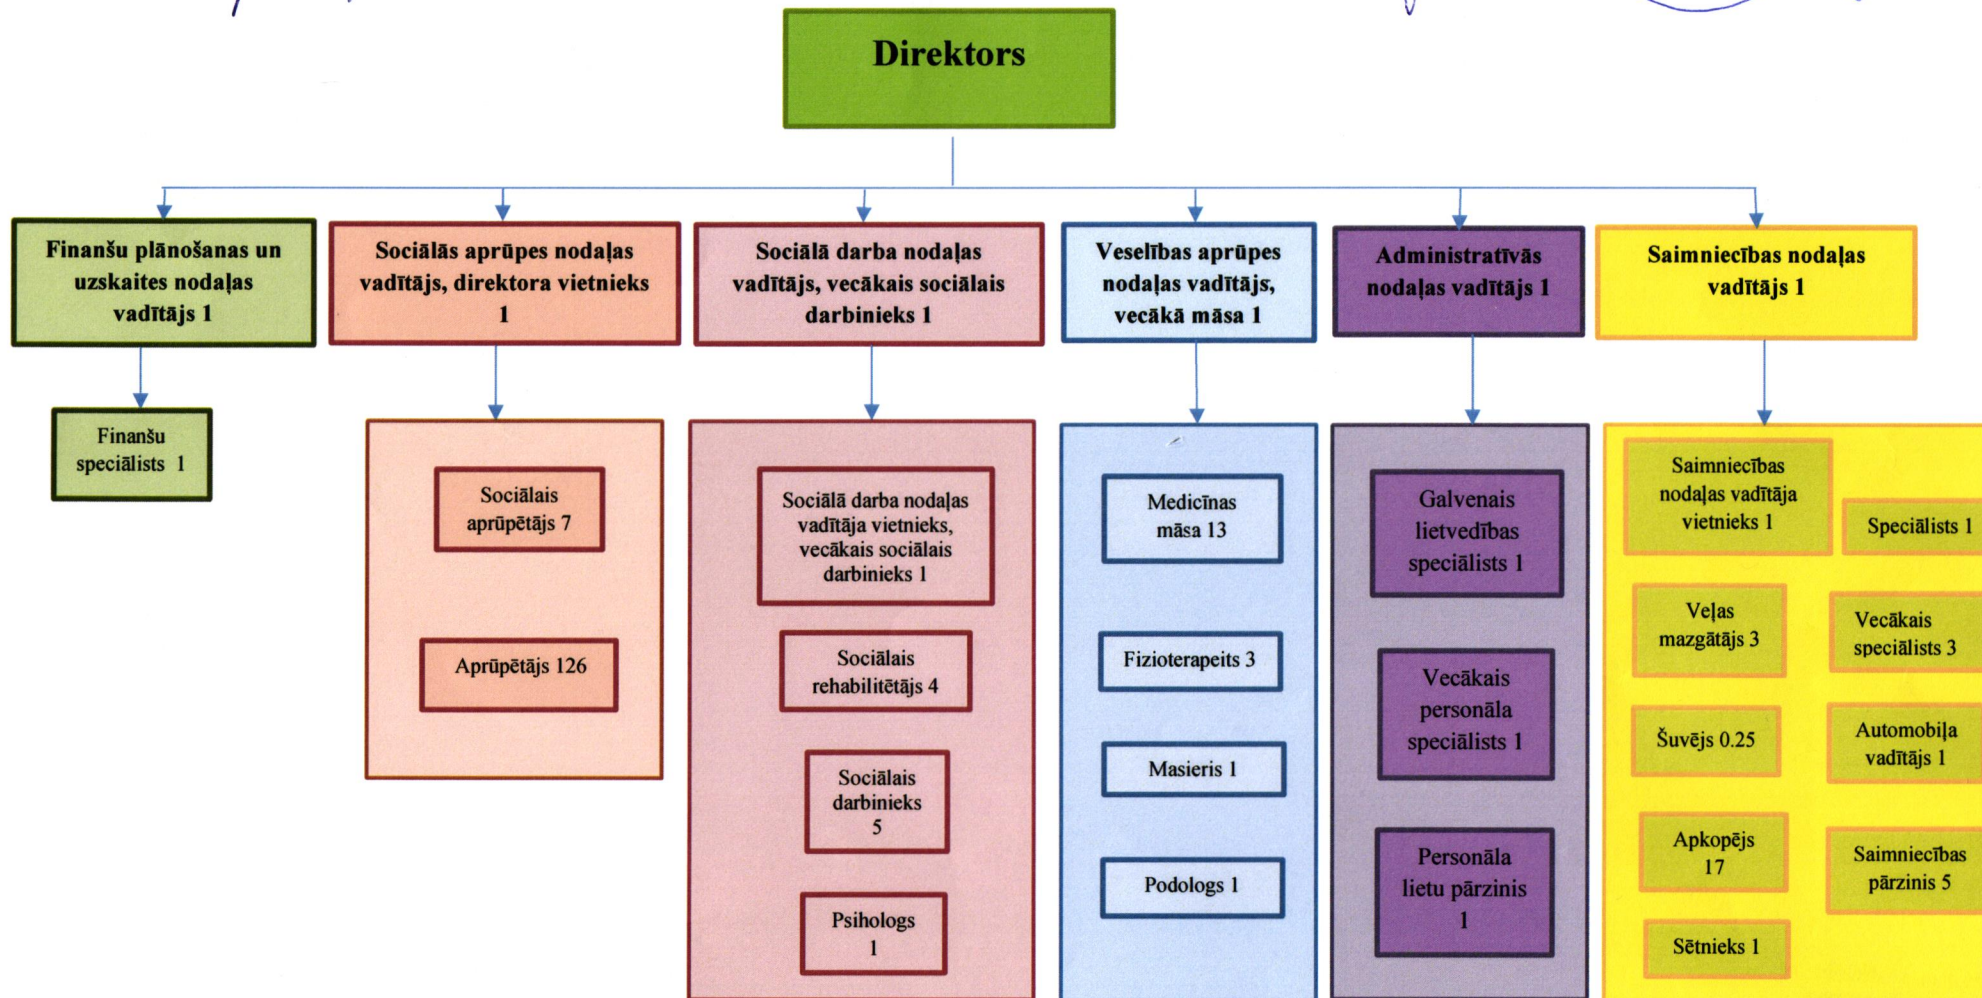 Direktors
Finanšu plānošanas un
uzskaites nodaļas
vadītājs 1
Sociālās aprūpes nodaļas
vadītājs, direktora vietnieks
1
Sociālā darba nodaļas
vadītājs, vecākais sociālais
darbinieks 1
Veselības aprūpes
nodaļas vadītājs,
vecākā māsa 1
Administratīvās
nodaļas vadītājs 1
Saimniecības nodaļas
vadītājs 1
Finanšu
speciālists 1
Sociālais
aprūpētājs 7
Aprūpētājs 126
Sociālā darba nodaļas
vadītāja vietnieks,
vecākais sociālais
darbinieks 1
Sociālais
rehabilitētājs 4
Sociālais
darbinieks
5
Psihologs
1
Medicīnas
māsa 13
Fizioterapeits 3
Masieris 1
Podologs 1
Galvenais
lietvedības
speciālists 1
Vecākais
personāla
speciālists 1
Personāla
lietu pārzinis
1
Saimniecības
nodaļas vadītāja
vietnieks 1
Speciālists 1
Veļas
mazgātājs 3
Vecākais
speciālists 3
Šuvējs 0.25
Automobiļa
vadītājs 1
Apkopējs
17
Saimniecības
pārzinis 5
Sētnieks 1